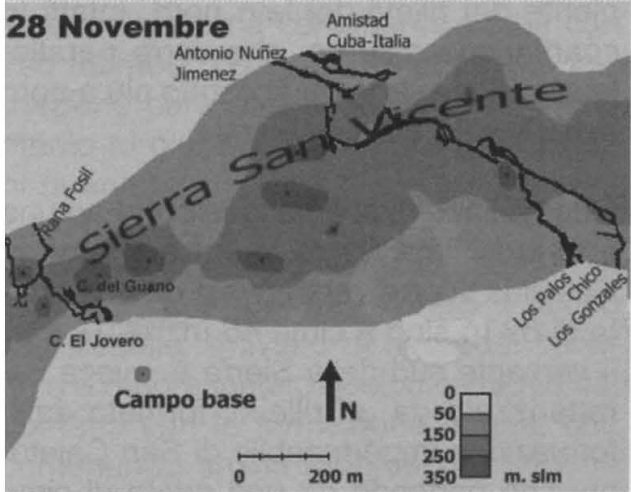 28 Novembre
Amistad
Cuba-Italia
Antonio Nuñez
Jimenez
Sierra San Vicente
Rana Fosil
C. del Guano
C. El Jovero
Los Palos
Chico
Los Gonzales
Campo base
N
0
200 m
0
50
150
250
350
m. slm